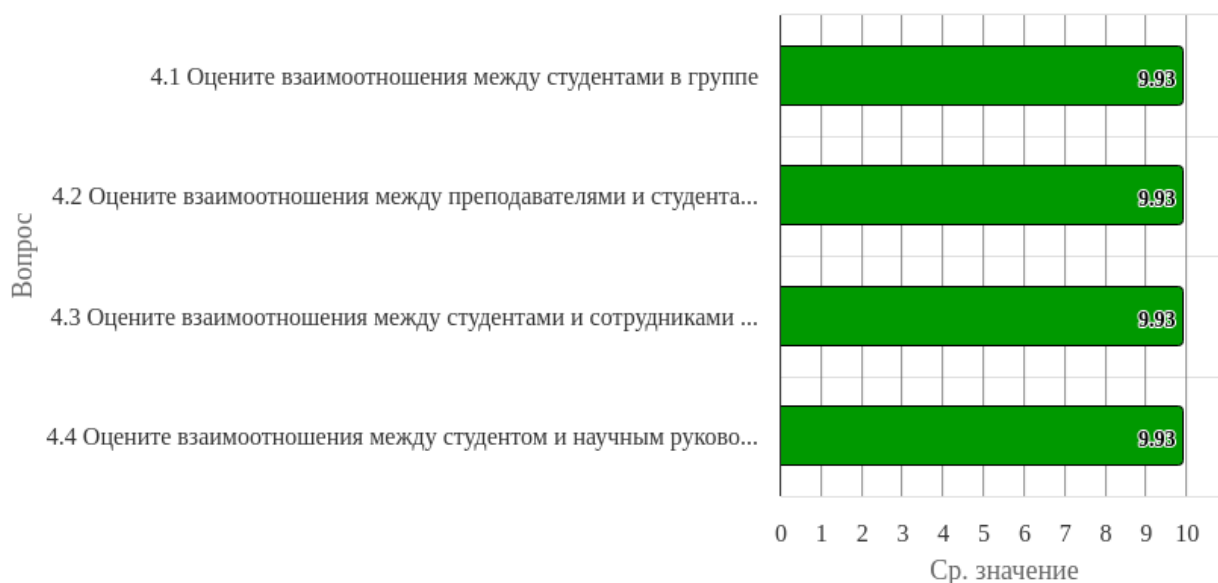 4.1 Оцените взаимоотношения между студентами в группе
9.93
4.2 Оцените взаимоотношения между преподавателями и студента...
9.93
Вопрос
4.3 Оцените взаимоотношения между студентами и сотрудниками ...
9.93
4.4 Оцените взаимоотношения между студентом и научным руково...
9.93
0 1 2 3 4 5 6 7 8 9 10
Ср. значение